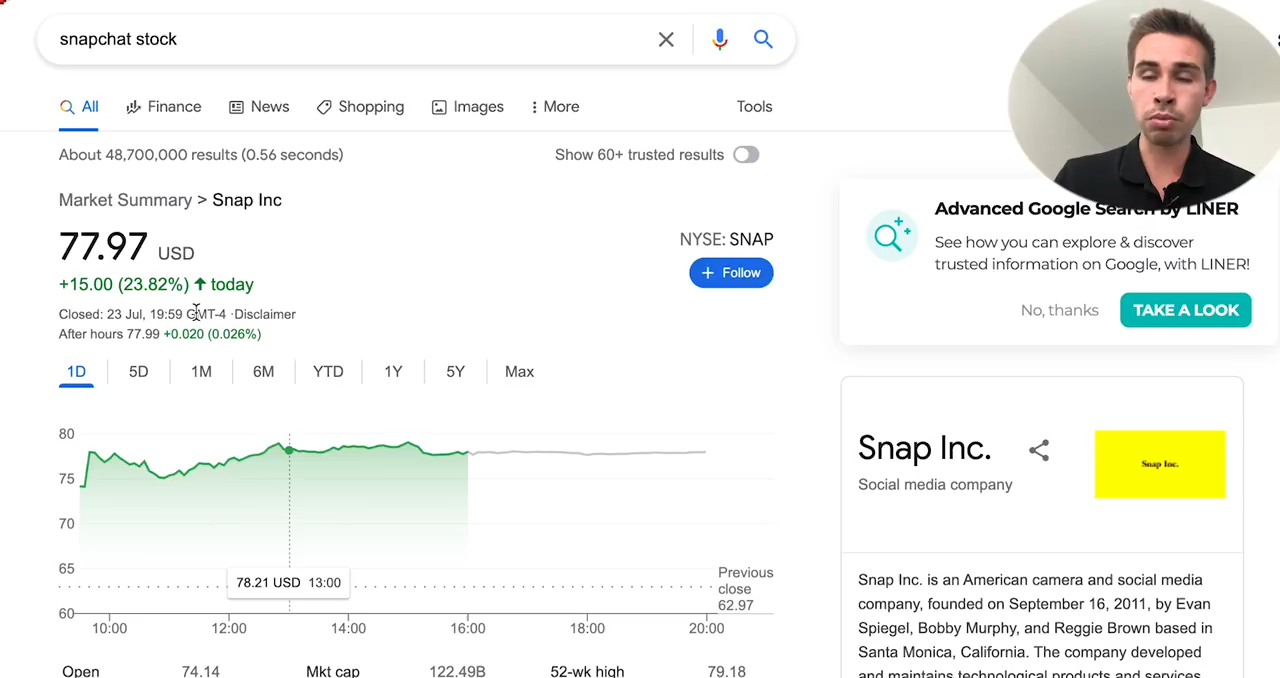 snapchat stock
All Finance News Shopping Images More Tools
About 48,700,000 results (0.56 seconds) Show 60+ trusted results
Market Summary > Snap Inc
77.97 USD
+15.00 (23.82%) today
Closed: 23 Jul, 19:59 GMT-4 ·Disclaimer
After hours 77.99 +0.020 (0.026%)
NYSE: SNAP
+ Follow
1D 5D 1M 6M YTD 1Y 5Y Max
80
75
70
65
60
78.21 USD 13:00
Previous
close
62.97
10:00 12:00 14:00 16:00 18:00 20:00
Open 74.14 Mkt cap 122.49B 52-wk high 79.18
Advanced Google Search by LINER
See how you can explore & discover
trusted information on Google, with LINER!
No, thanks TAKE A LOOK
Snap Inc.
Social media company
Snap Inc.
Snap Inc. is an American camera and social media
company, founded on September 16, 2011, by Evan
Spiegel, Bobby Murphy, and Reggie Brown based in
Santa Monica, California. The company developed
and maintains technological products and services